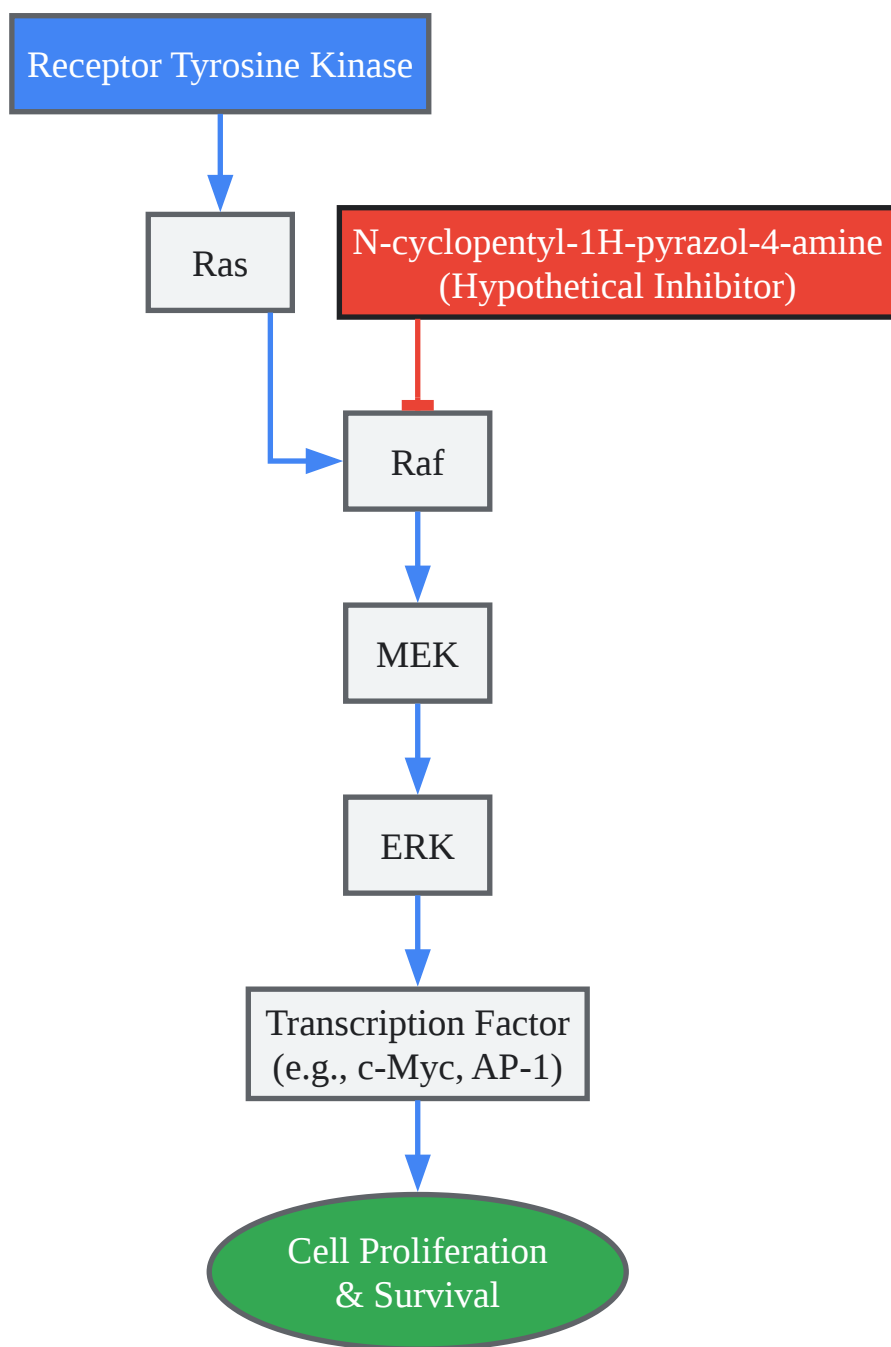 Receptor Tyrosine Kinase
Ras
N-cyclopentyl-1H-pyrazol-4-amine
(Hypothetical Inhibitor)
Raf
MEK
ERK
Transcription Factor
(e.g., c-Myc, AP-1)
Cell Proliferation
& Survival